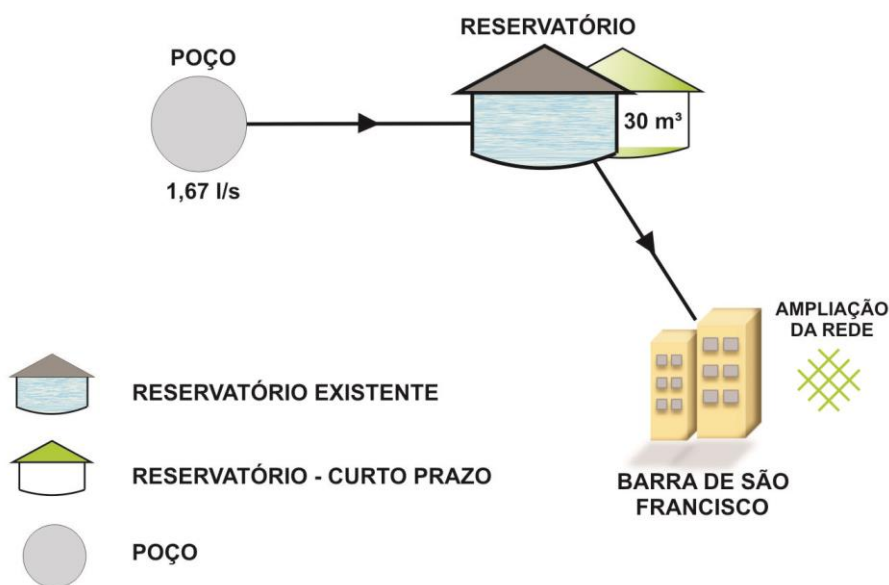 RESERVATÓRIO
POÇO
30 m³
1,67 l/s
AMPLIAÇÃO
DA REDE
RESERVATÓRIO EXISTENTE
RESERVATÓRIO - CURTO PRAZO
BARRA DE SÃO
FRANCISCO
POÇO